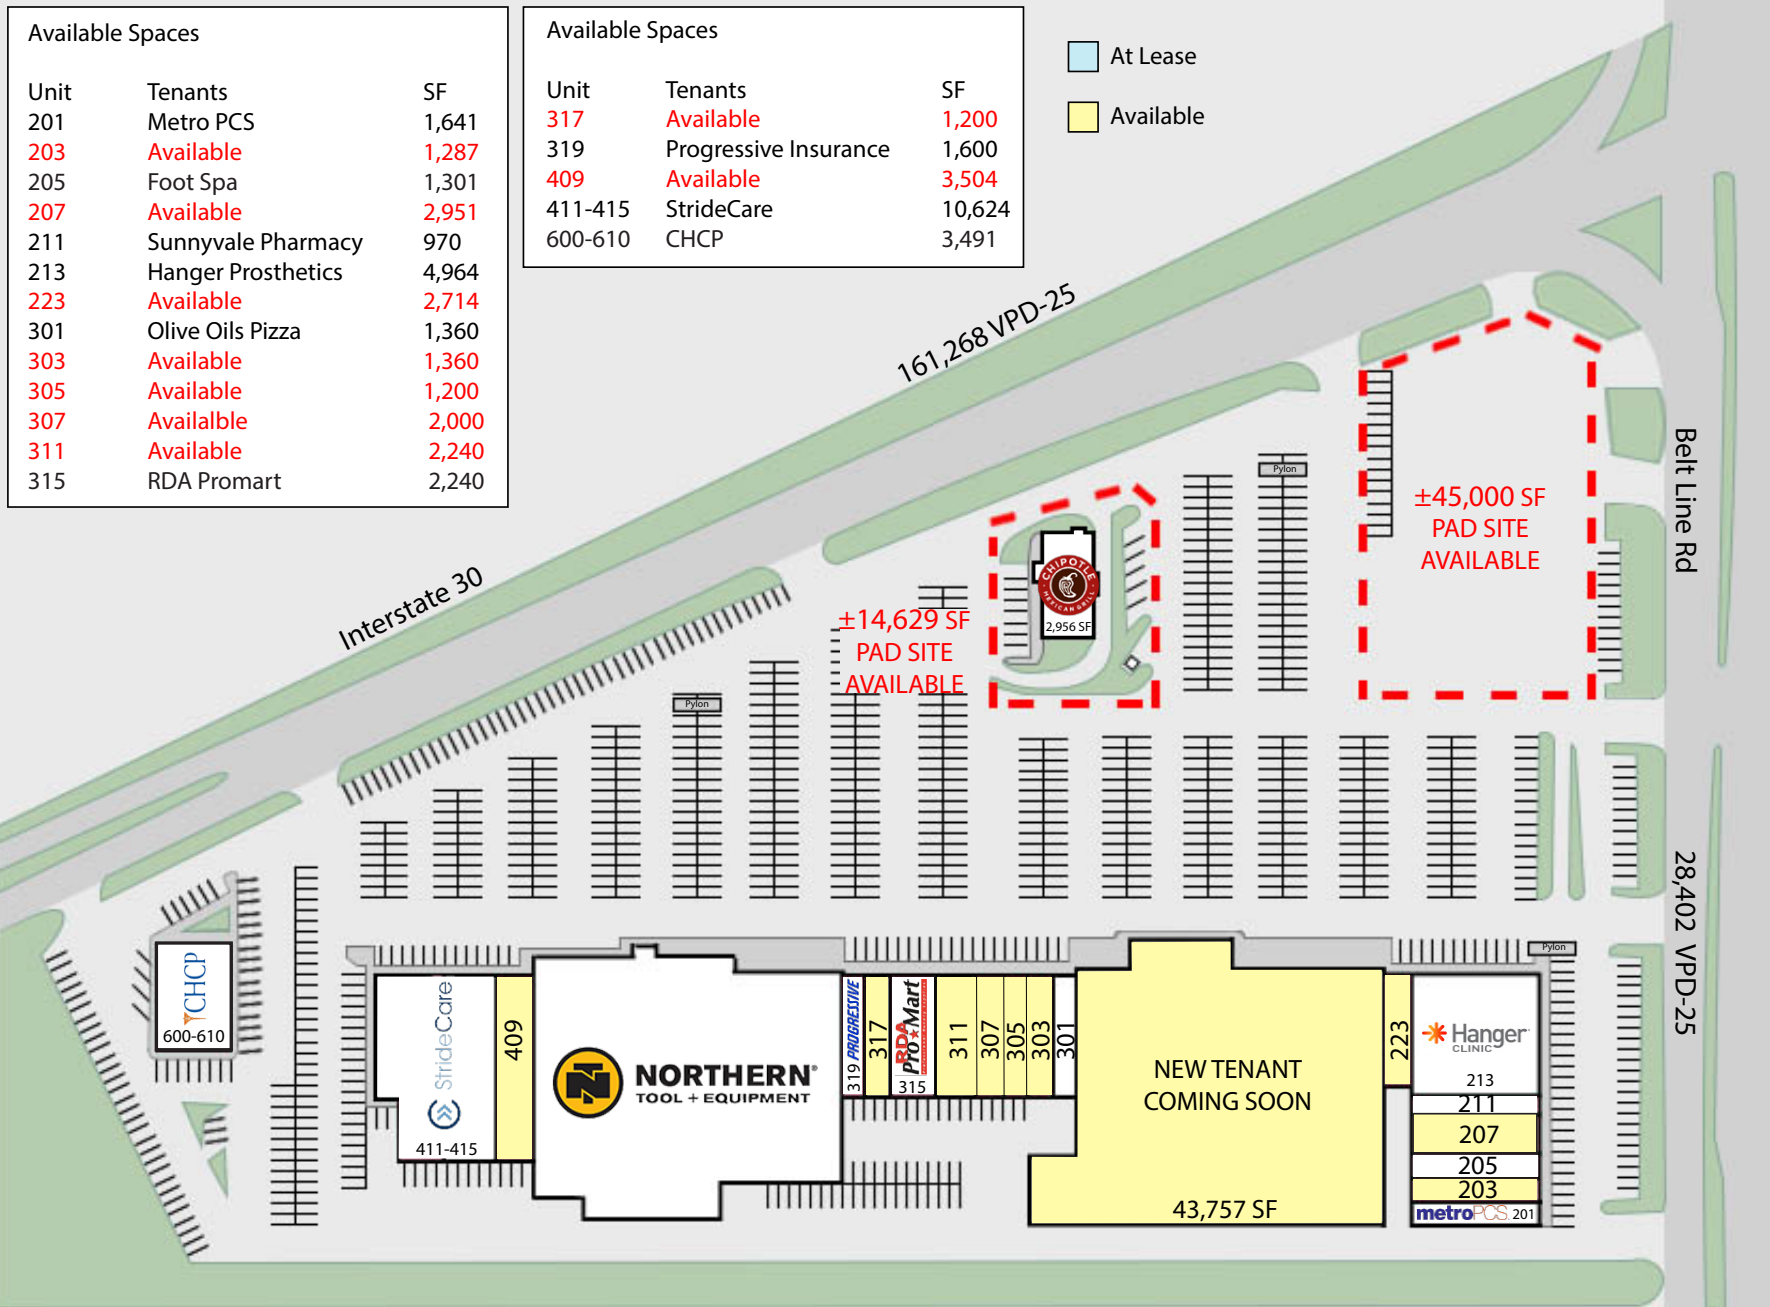 Available Spaces
Unit Tenants SF
201 Metro PCS 1,641
203 Available 1,287
205 Foot Spa 1,301
207 Available 2,951
211 Sunnyvale Pharmacy 970
213 Hanger Prosthetics 4,964
223 Available 2,714
301 Olive Oils Pizza 1,360
303 Available 1,360
305 Available 1,200
307 Availalble 2,000
311 Available 2,240
315 RDA Promart 2,240
Available Spaces
Unit Tenants SF
317 Available 1,200
319 Progressive Insurance 1,600
409 Available 3,504
411-415 StrideCare 10,624
600-610 CHCP 3,491
At Lease
Available
161,268 VPD-25
Interstate 30
Belt Line Rd
28,402 VPD-25
Pylon
±45,000 SF
PAD SITE
AVAILABLE
CHIPOTLE
MEXICAN GRILL
2,956 SF
±14,629 SF
PAD SITE
AVAILABLE
Pylon
Pylon
CHCP
600-610
StrideCare
411-415
409
NORTHERN
TOOL + EQUIPMENT
319 PROGRESSIVE
317
RDA
Pro Mart
315
311
307
305
303
301
NEW TENANT
COMING SOON
43,757 SF
223
Hanger
CLINIC
213
211
207
205
203
metroPCS. 201